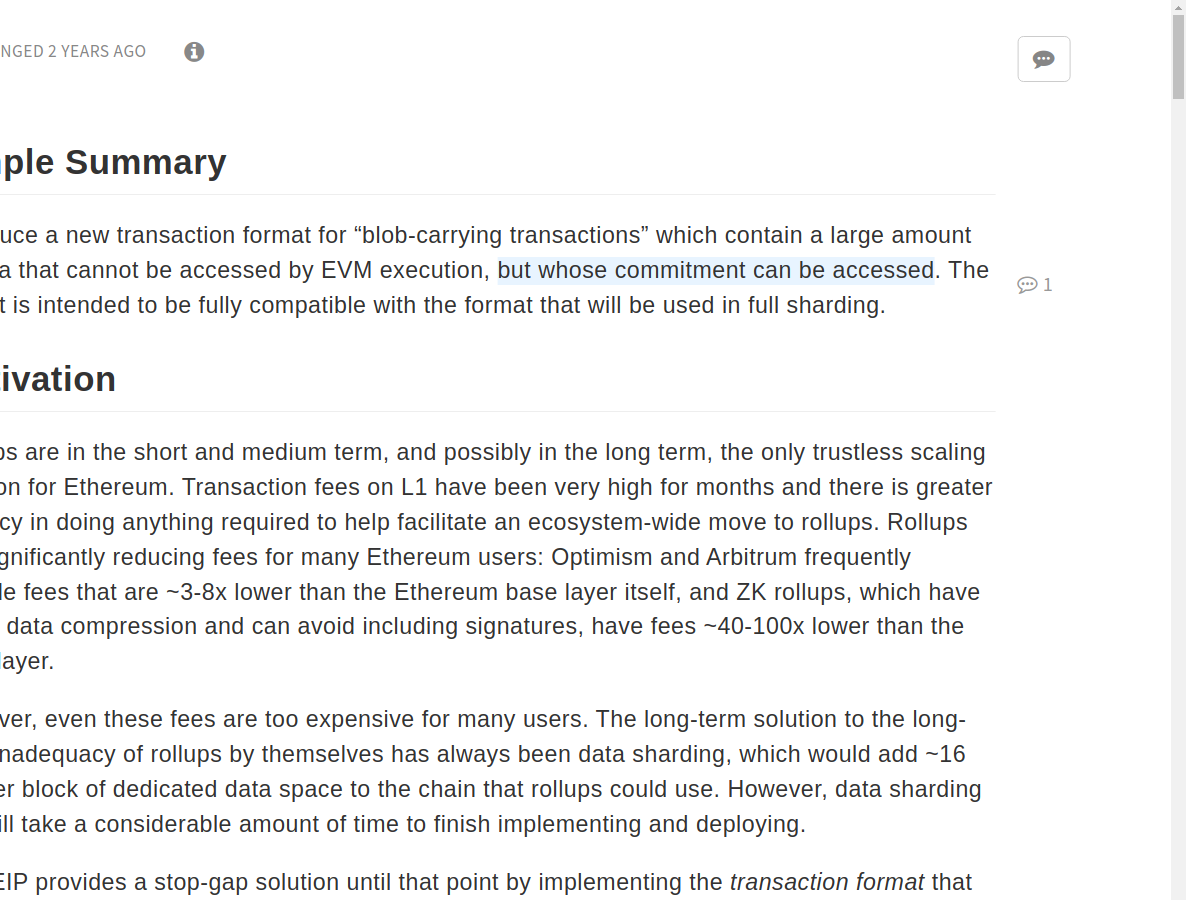 NGED 2 YEARS AGO
ple Summary
uce a new transaction format for “blob-carrying transactions” which contain a large amount
a that cannot be accessed by EVM execution, but whose commitment can be accessed. The
t is intended to be fully compatible with the format that will be used in full sharding.
1
ivation
ps are in the short and medium term, and possibly in the long term, the only trustless scaling
on for Ethereum. Transaction fees on L1 have been very high for months and there is greater
cy in doing anything required to help facilitate an ecosystem-wide move to rollups. Rollups
gnificantly reducing fees for many Ethereum users: Optimism and Arbitrum frequently
de fees that are ~3-8x lower than the Ethereum base layer itself, and ZK rollups, which have
data compression and can avoid including signatures, have fees ~40-100x lower than the
layer.
ver, even these fees are too expensive for many users. The long-term solution to the long-
nadequacy of rollups by themselves has always been data sharding, which would add ~16
er block of dedicated data space to the chain that rollups could use. However, data sharding
ill take a considerable amount of time to finish implementing and deploying.
EIP provides a stop-gap solution until that point by implementing the transaction format that